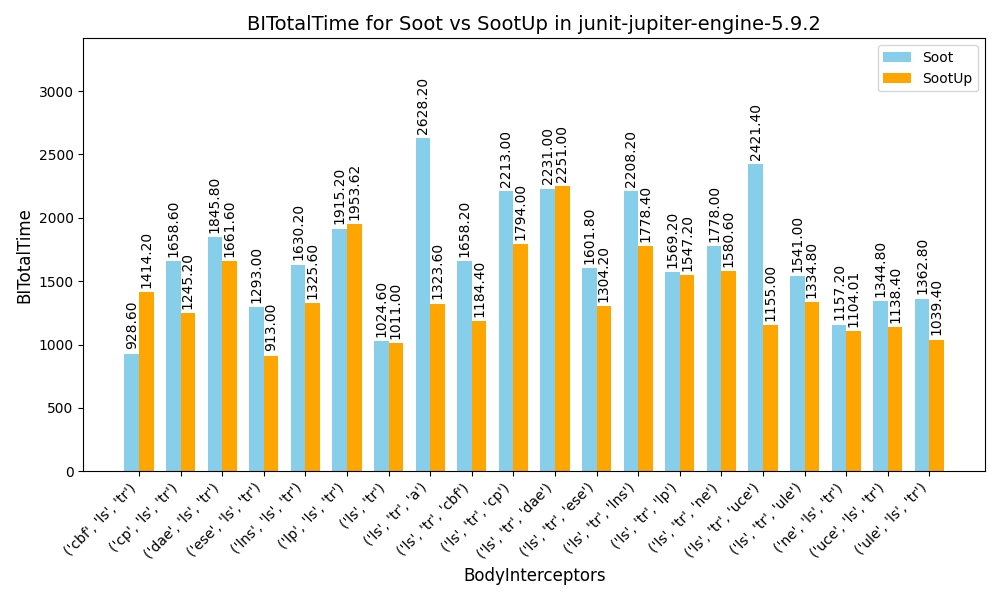 BITotalTime for Soot vs SootUp in junit-jupiter-engine-5.9.2
Soot
SootUp
BITotalTime
3000
2500
2000
1500
1000
500
0
928.60
1414.20
1658.60
1245.20
1845.80
1661.60
1293.00
913.00
1630.20
1325.60
1915.20
1953.62
1024.60
1011.00
2628.20
1323.60
1658.20
1184.40
2213.00
1794.00
2231.00
2251.00
1601.80
1304.20
2208.20
1778.40
1569.20
1547.20
1778.00
1580.60
2421.40
1155.00
1541.00
1334.80
1157.20
1104.01
1344.80
1138.40
1362.80
1039.40
('cbf', 'ls', 'tr')
('cp', 'ls', 'tr')
('dae', 'ls', 'tr')
('ese', 'ls', 'tr')
('lns', 'ls', 'tr')
('lp', 'ls', 'tr')
('ls', 'tr')
('ls', 'tr', 'a')
('ls', 'tr', 'cbf')
('ls', 'tr', 'cp')
('ls', 'tr', 'dae')
('ls', 'tr', 'ese')
('ls', 'tr', 'lns')
('ls', 'tr', 'lp')
('ls', 'tr', 'ne')
('ls', 'tr', 'uce')
('ls', 'tr', 'ule')
('ne', 'ls', 'tr')
('uce', 'ls', 'tr')
('ule', 'ls', 'tr')
BodyInterceptors